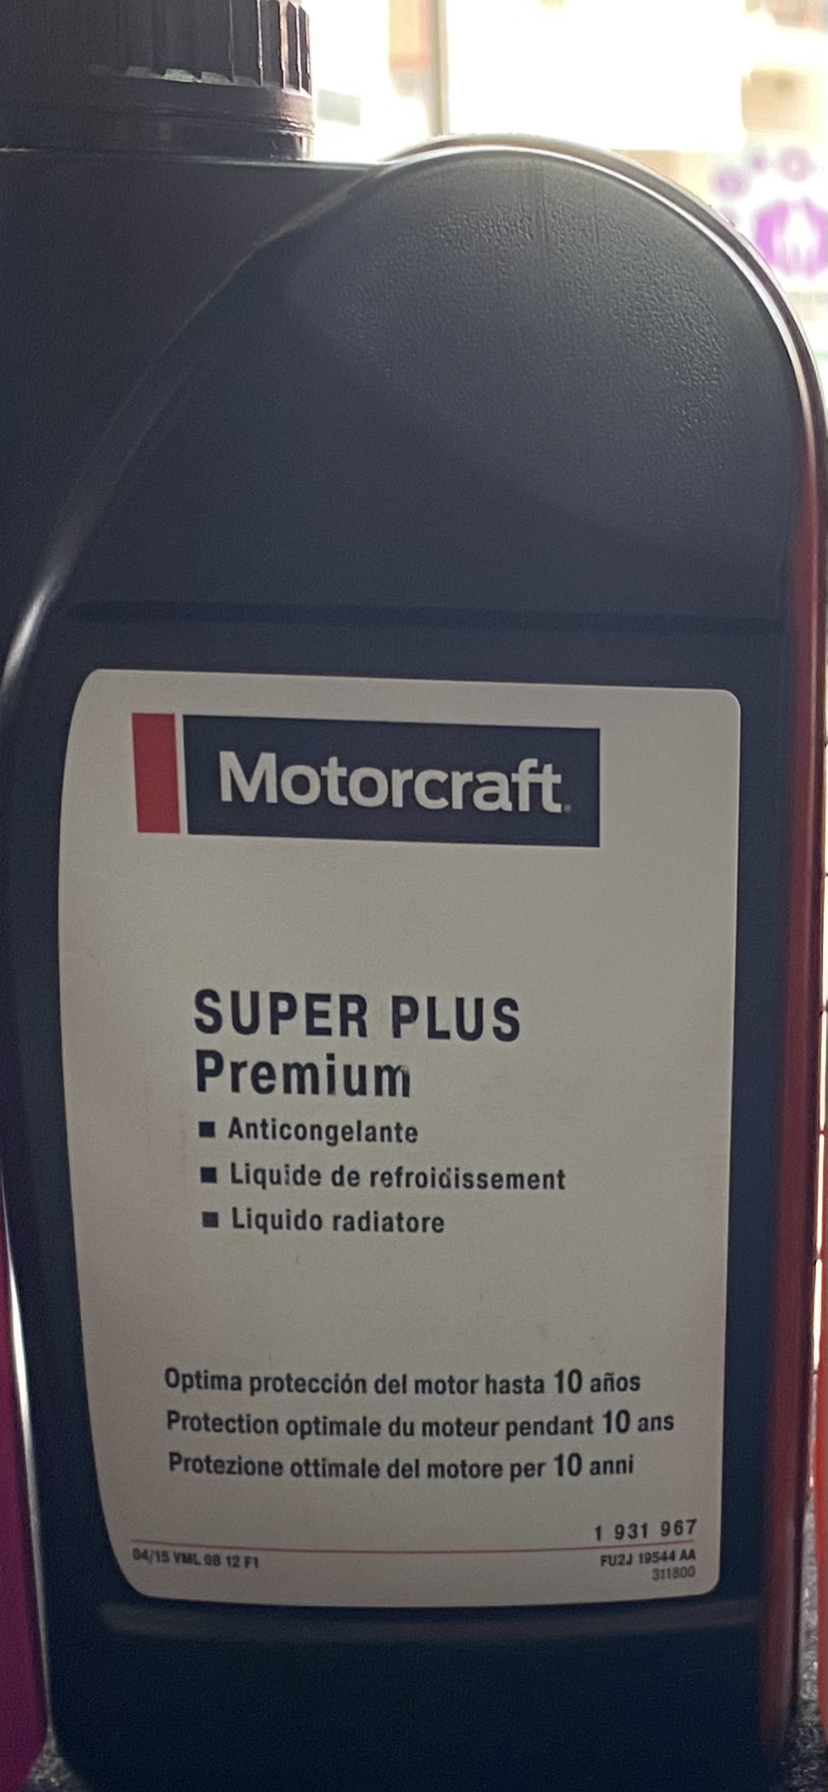 Motorcraft
SUPER PLUS
Premium
■ Anticongelante
■ Liquide de refroidissement
■ Liquido radiatore
Optima protección del motor hasta 10 años
Protection optimale du moteur pendant 10 ans
Protezione ottimale del motore per 10 anni
1 931 967
04/15 VML 08 12 F1
FU2J 19544 AA
311800